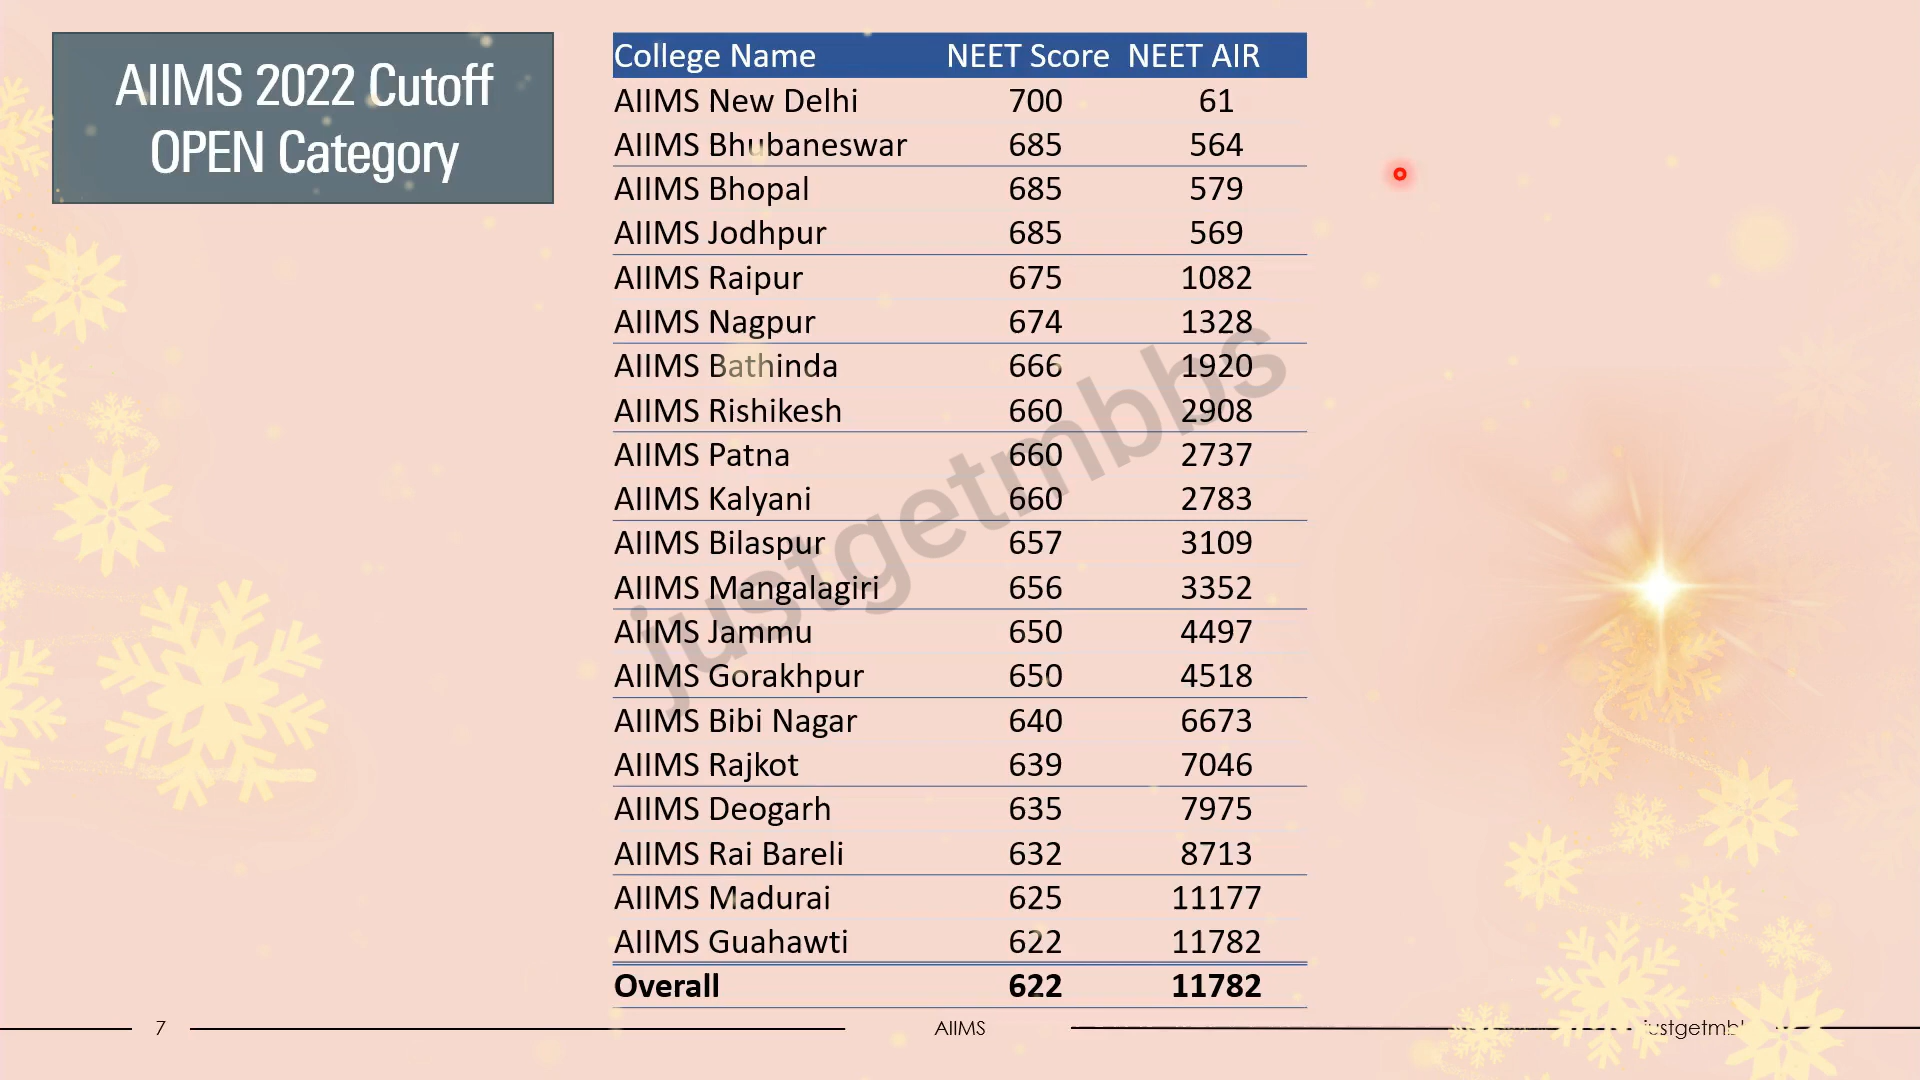 AIIMS 2022 Cutoff
OPEN Category
College Name NEET Score NEET AIR
AIIMS New Delhi 700 61
AIIMS Bhubaneswar 685 564
AIIMS Bhopal 685 579
AIIMS Jodhpur 685 569
AIIMS Raipur 675 1082
AIIMS Nagpur 674 1328
AIIMS Bathinda 666 1920
AIIMS Rishikesh 660 2908
AIIMS Patna 660 2737
AIIMS Kalyani 660 2783
AIIMS Bilaspur 657 3109
AIIMS Mangalagiri 656 3352
AIIMS Jammu 650 4497
AIIMS Gorakhpur 650 4518
AIIMS Bibi Nagar 640 6673
AIIMS Rajkot 639 7046
AIIMS Deogarh 635 7975
AIIMS Rai Bareli 632 8713
AIIMS Madurai 625 11177
AIIMS Guahawti 622 11782
Overall 622 11782
justgetmbbs
7 AIIMS